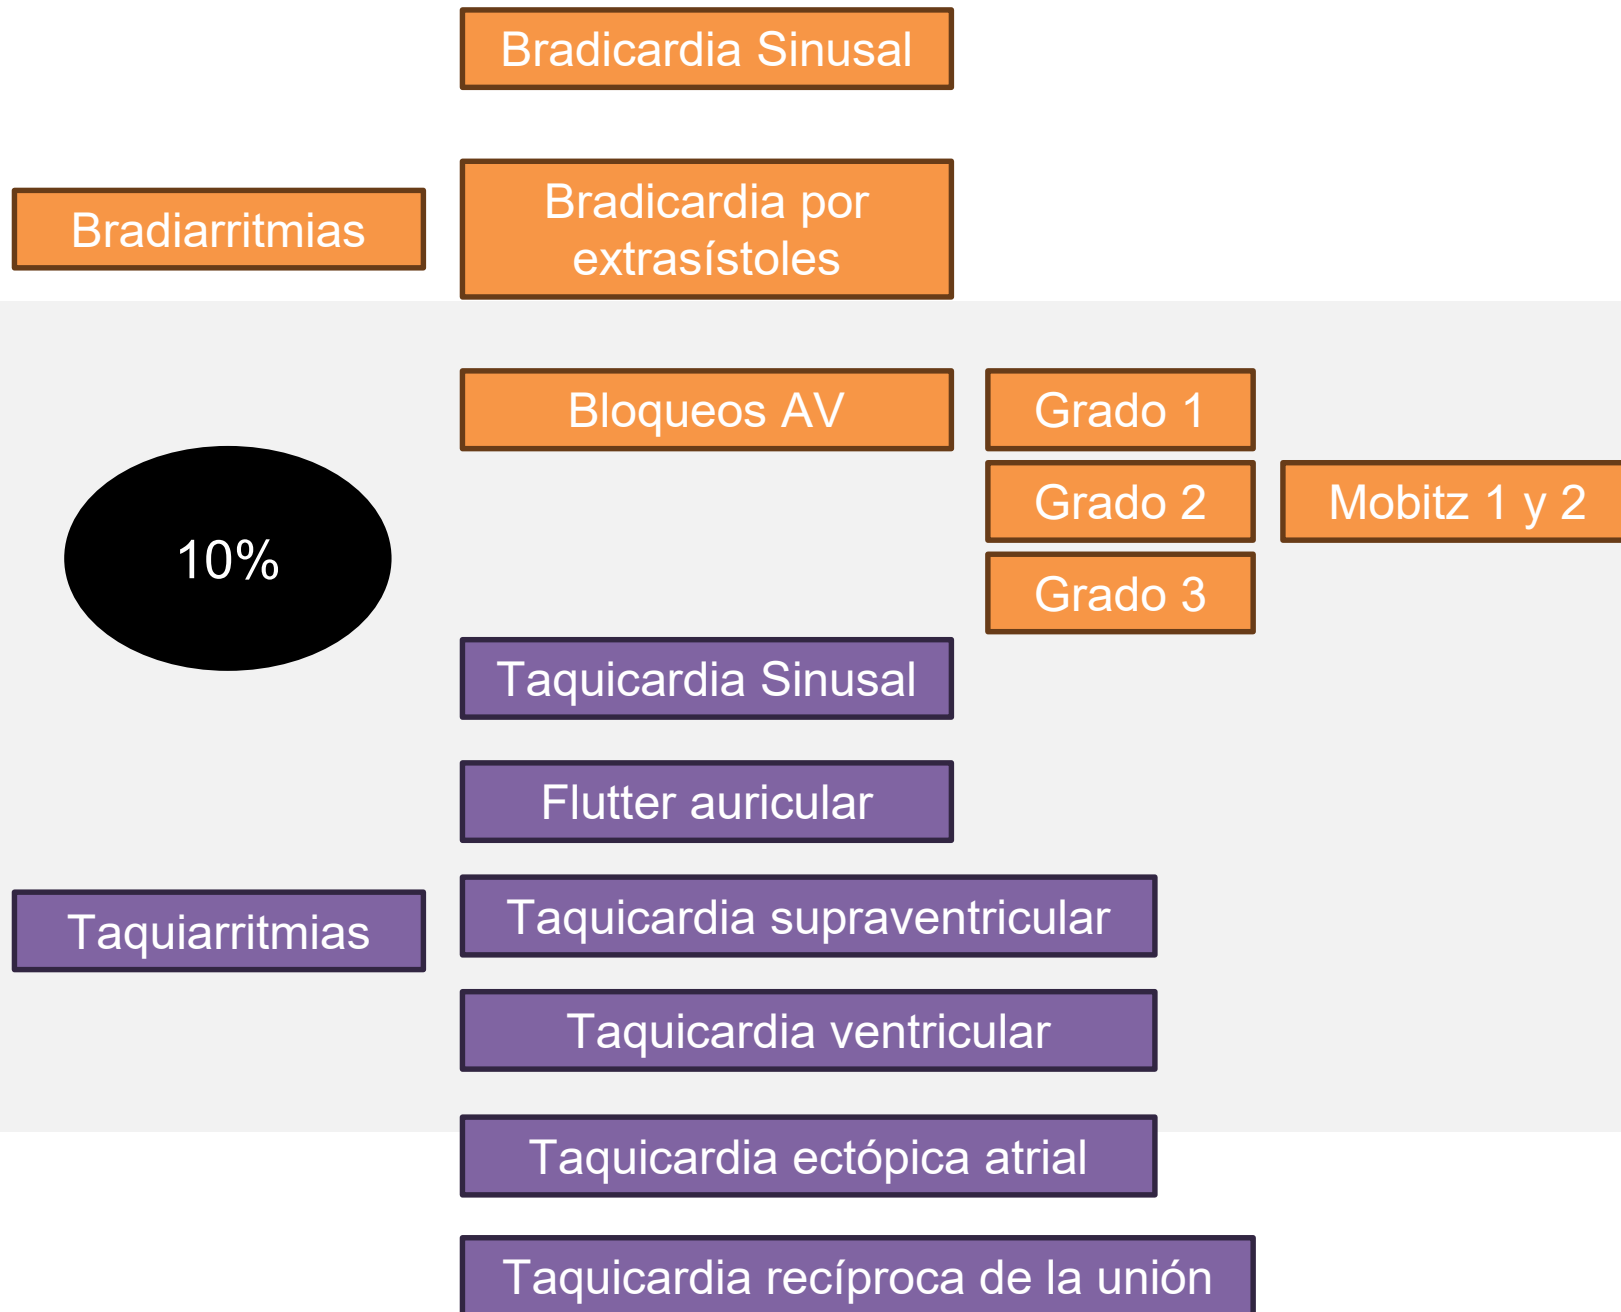 Bradicardia Sinusal
Bradiarritmias
Bradicardia por
extrasístoles
Bloqueos AV
Grado 1
Grado 2
Mobitz 1 y 2
Grado 3
10%
Taquicardia Sinusal
Flutter auricular
Taquiarritmias
Taquicardia supraventricular
Taquicardia ventricular
Taquicardia ectópica atrial
Taquicardia recíproca de la unión